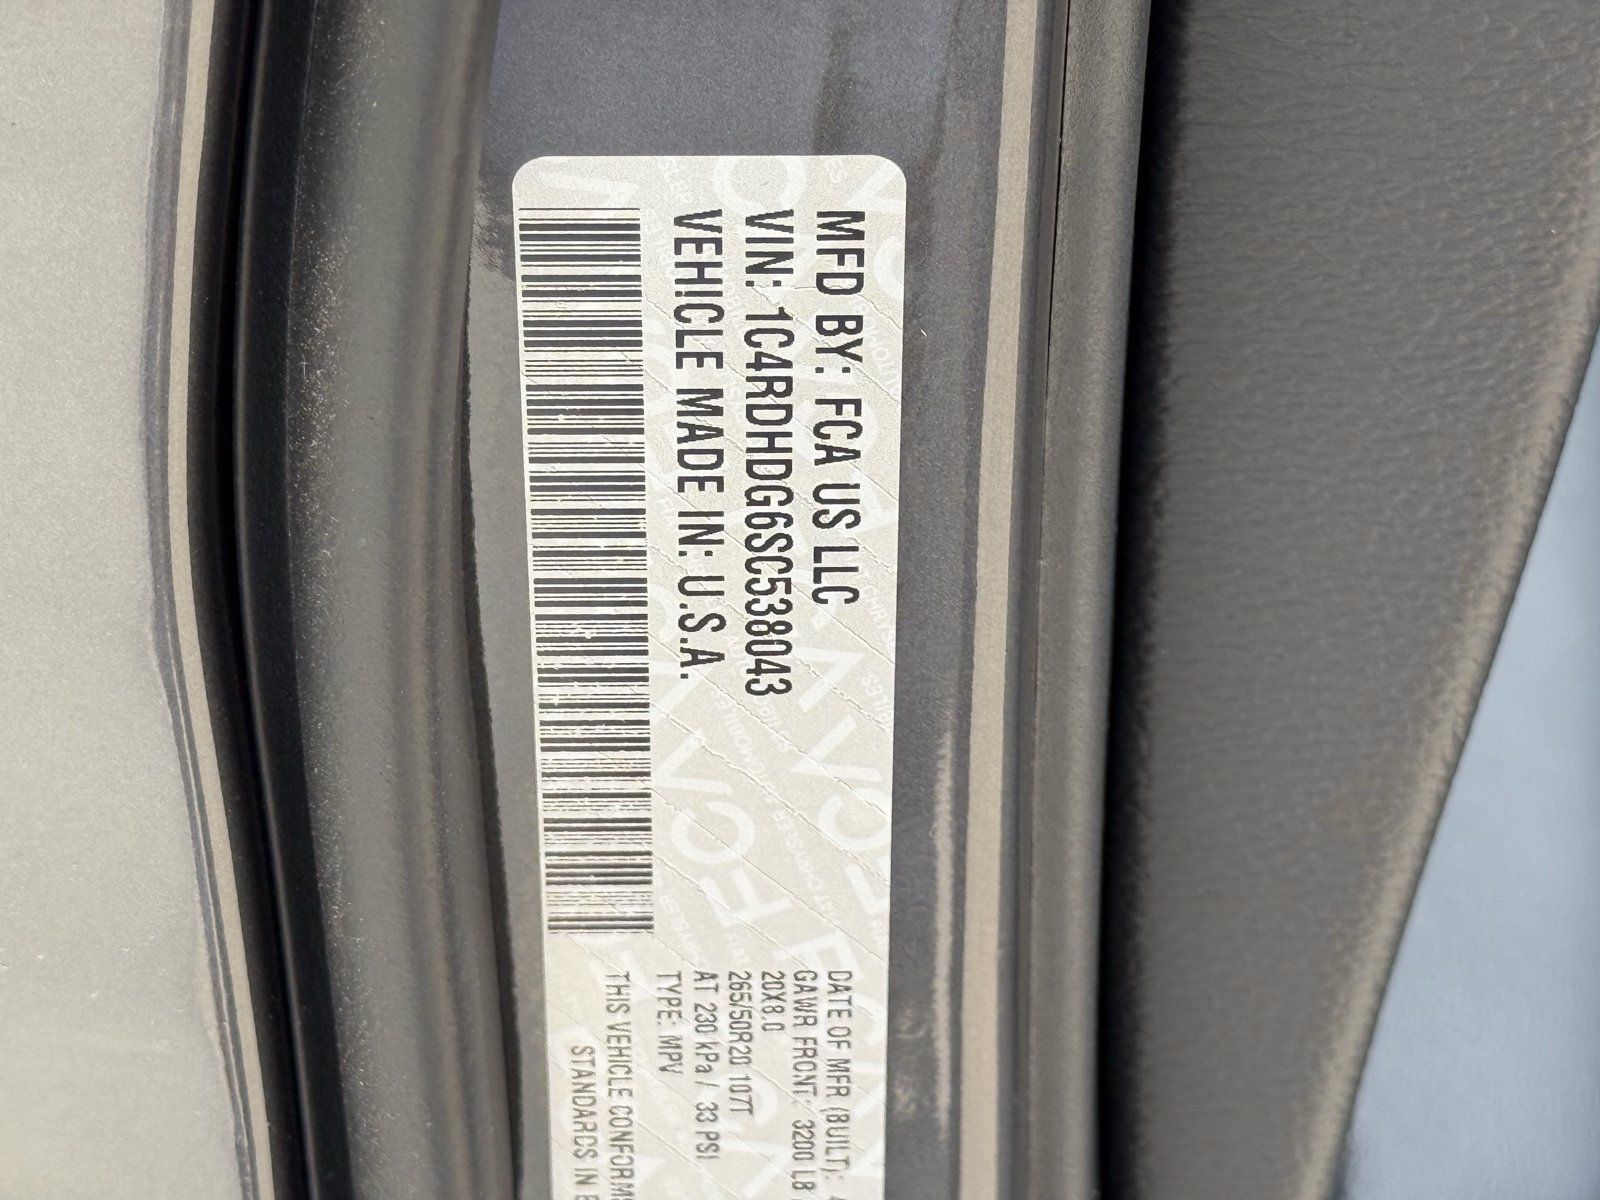 MFD BY: FCA US LLC
VIN: 1C4RDHDG6SC538043
VEHICLE MADE IN: U.S.A.
DATE OF MFR (BUILT): 4
GAWR FRONT: 3200 LB
20X8.0
265/50R20 107T
AT 230 kPa / 33 PSI
TYPE: MPV
THIS VEHICLE CONFORMS
STANDARDS IN E